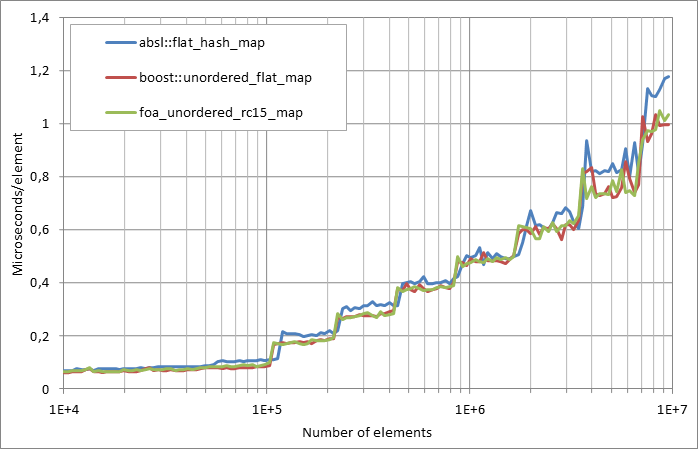 1,4
1,2
1
0,8
0,6
0,4
0,2
0
Microseconds/element
absl::flat_hash_map
boost::unordered_flat_map
foa_unordered_rc15_map
1E+4
1E+5
1E+6
1E+7
Number of elements